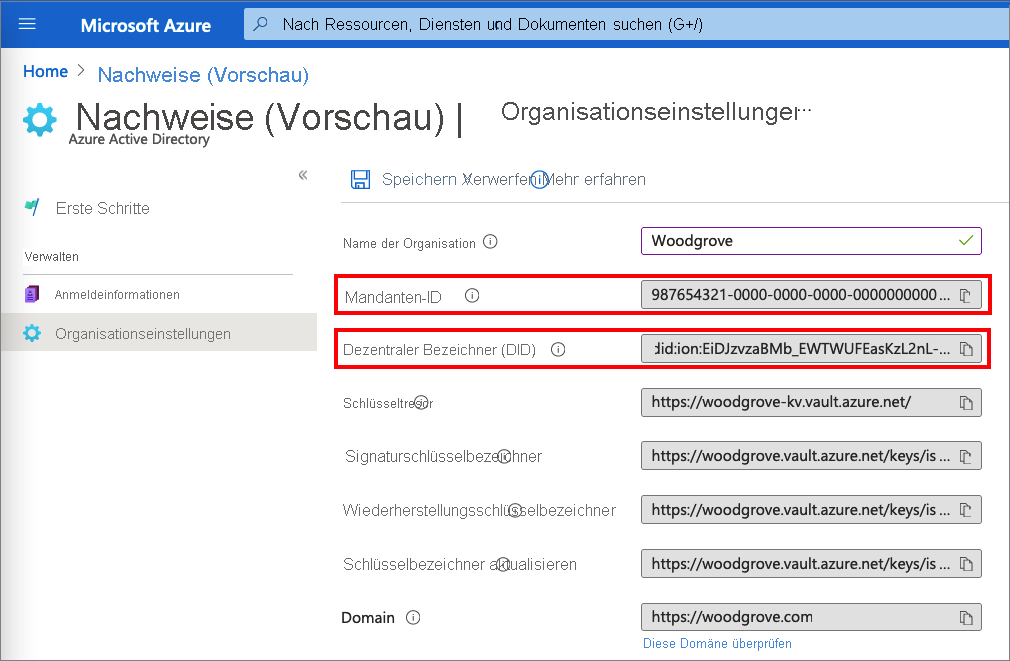 Microsoft Azure
Nach Ressourcen, Diensten und Dokumenten suchen (G+/)
Home > Nachweise (Vorschau)
Nachweise (Vorschau) | Organisationseinstellungen ...
Azure Active Directory
«
Speichern Verwerfen Mehr erfahren
Erste Schritte
Verwalten
Anmeldeinformationen
Organisationseinstellungen
Name der Organisation Woodgrove
Mandanten-ID 987654321-0000-0000-0000-0000000000 ...
Dezentraler Bezeichner (DID) did:ion:EiDJzvzaBMb_EWTWUFEasKzL2nL-...
Schlüsseltresor https://woodgrove-kv.vault.azure.net/
Signaturschlüsselbezeichner https://woodgrove.vault.azure.net/keys/is ...
Wiederherstellungsschlüsselbezeichner https://woodgrove.vault.azure.net/keys/is ...
Schlüsselbezeichner aktualisieren https://woodgrove.vault.azure.net/keys/is ...
Domain https://woodgrove.com
Diese Domäne überprüfen